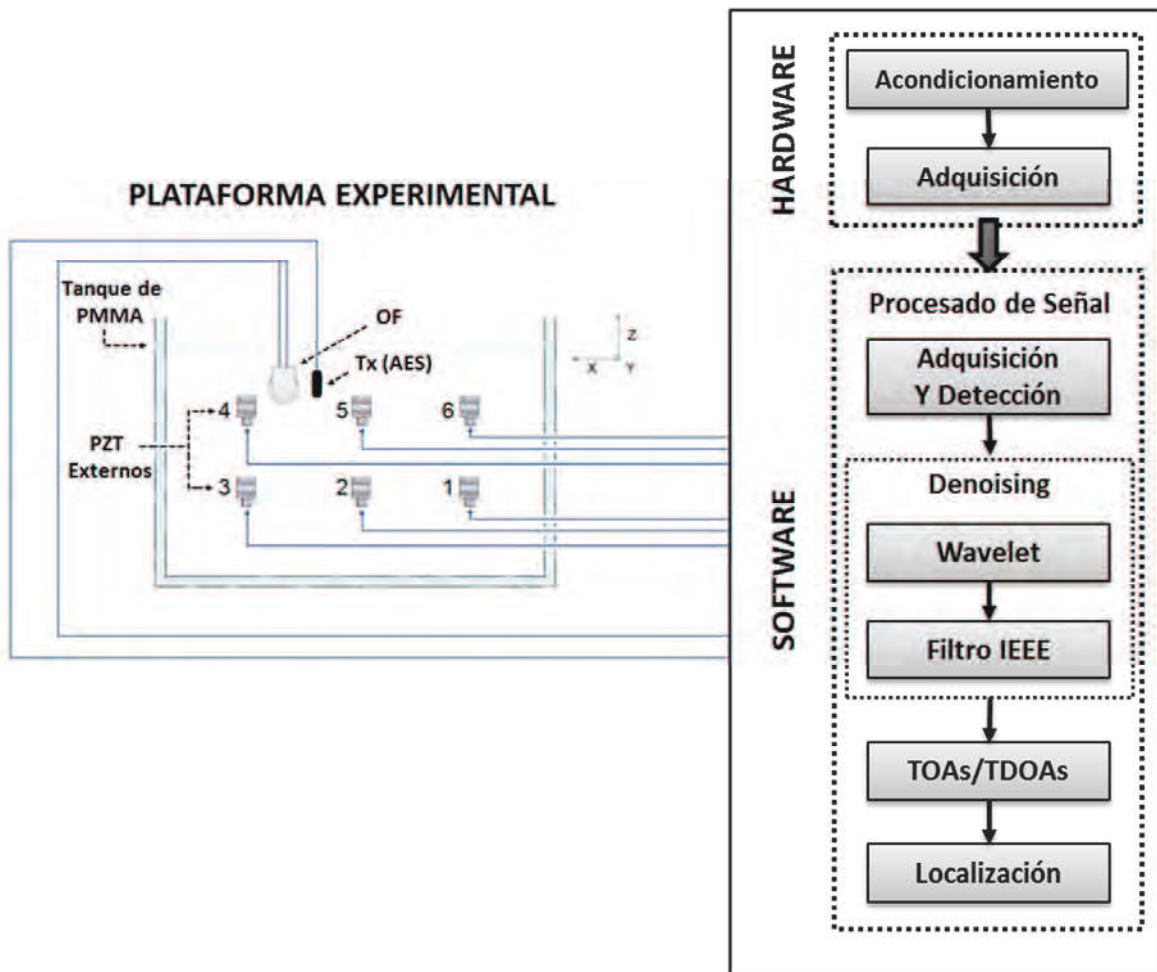 PLATAFORMA EXPERIMENTAL
Tanque de
PMMA
OF
Tx (AES)
Z
X
Y
4
5
6
PZT
Externos
3
2
1
HARDWARE
Acondicionamiento
Adquisición
SOFTWARE
Procesado de Señal
Adquisición
Y Detección
Denoising
Wavelet
Filtro IEEE
TOAs/TDOAs
Localización